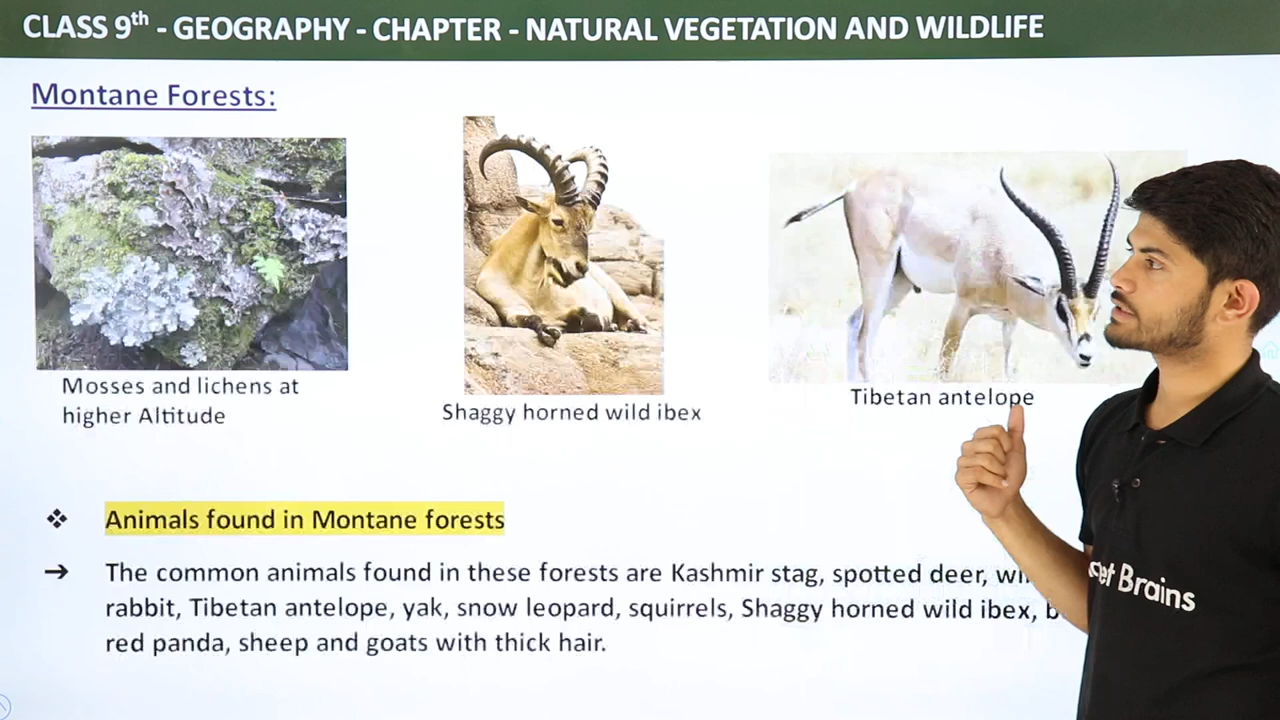 CLASS 9th - GEOGRAPHY - CHAPTER - NATURAL VEGETATION AND WILDLIFE
Montane Forests:
Mosses and lichens at
higher Altitude
Shaggy horned wild ibex
Tibetan antelope
❖ Animals found in Montane forests
➔ The common animals found in these forests are Kashmir stag, spotted deer,
rabbit, Tibetan antelope, yak, snow leopard, squirrels, Shaggy horned wild ibex,
red panda, sheep and goats with thick hair.
Brains